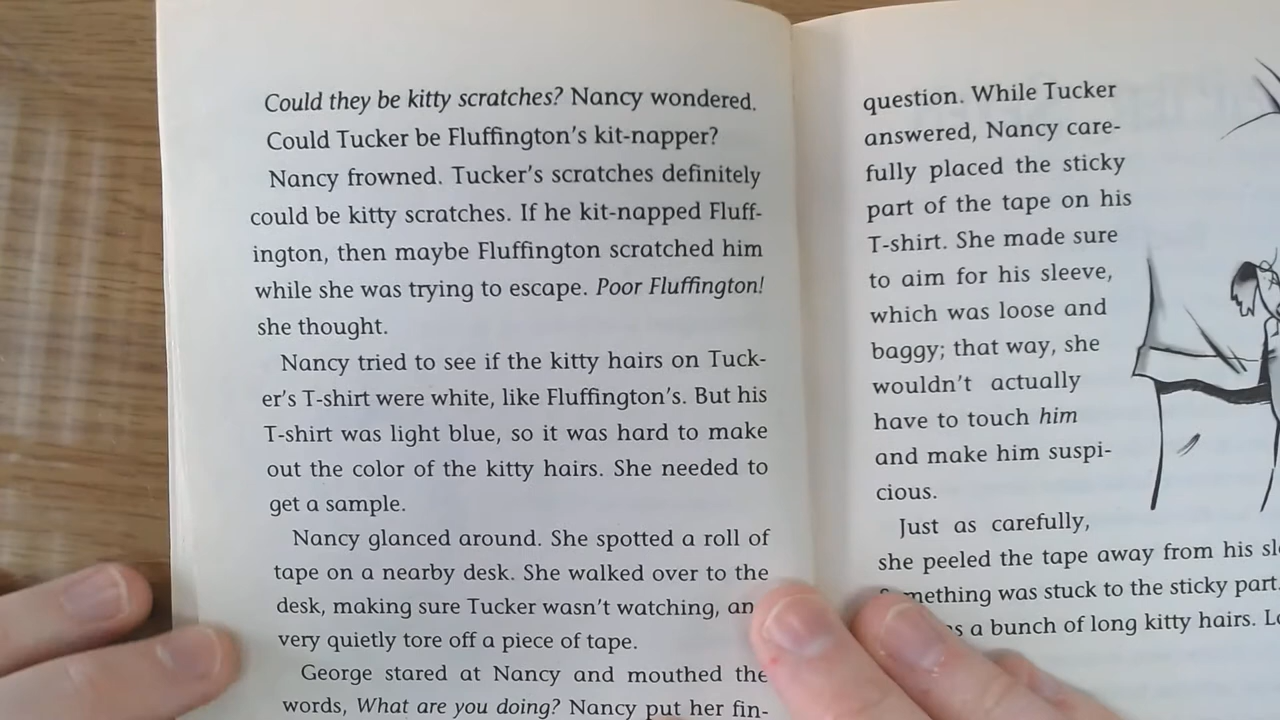 Could they be kitty scratches? Nancy wondered.
Could Tucker be Fluffington's kit-napper?
Nancy frowned. Tucker's scratches definitely
could be kitty scratches. If he kit-napped Fluff-
ington, then maybe Fluffington scratched him
while she was trying to escape. Poor Fluffington!
she thought.
Nancy tried to see if the kitty hairs on Tuck-
er's T-shirt were white, like Fluffington's. But his
T-shirt was light blue, so it was hard to make
out the color of the kitty hairs. She needed to
get a sample.
Nancy glanced around. She spotted a roll of
tape on a nearby desk. She walked over to the
desk, making sure Tucker wasn't watching, an
very quietly tore off a piece of tape.
George stared at Nancy and mouthed the
words, What are you doing? Nancy put her fin-
question. While Tucker
answered, Nancy care-
fully placed the sticky
part of the tape on his
T-shirt. She made sure
to aim for his sleeve,
which was loose and
baggy; that way, she
wouldn't actually
have to touch him
and make him suspi-
cious.
Just as carefully,
she peeled the tape away from his
mething was stuck to the sticky part.
a bunch of long kitty hairs.